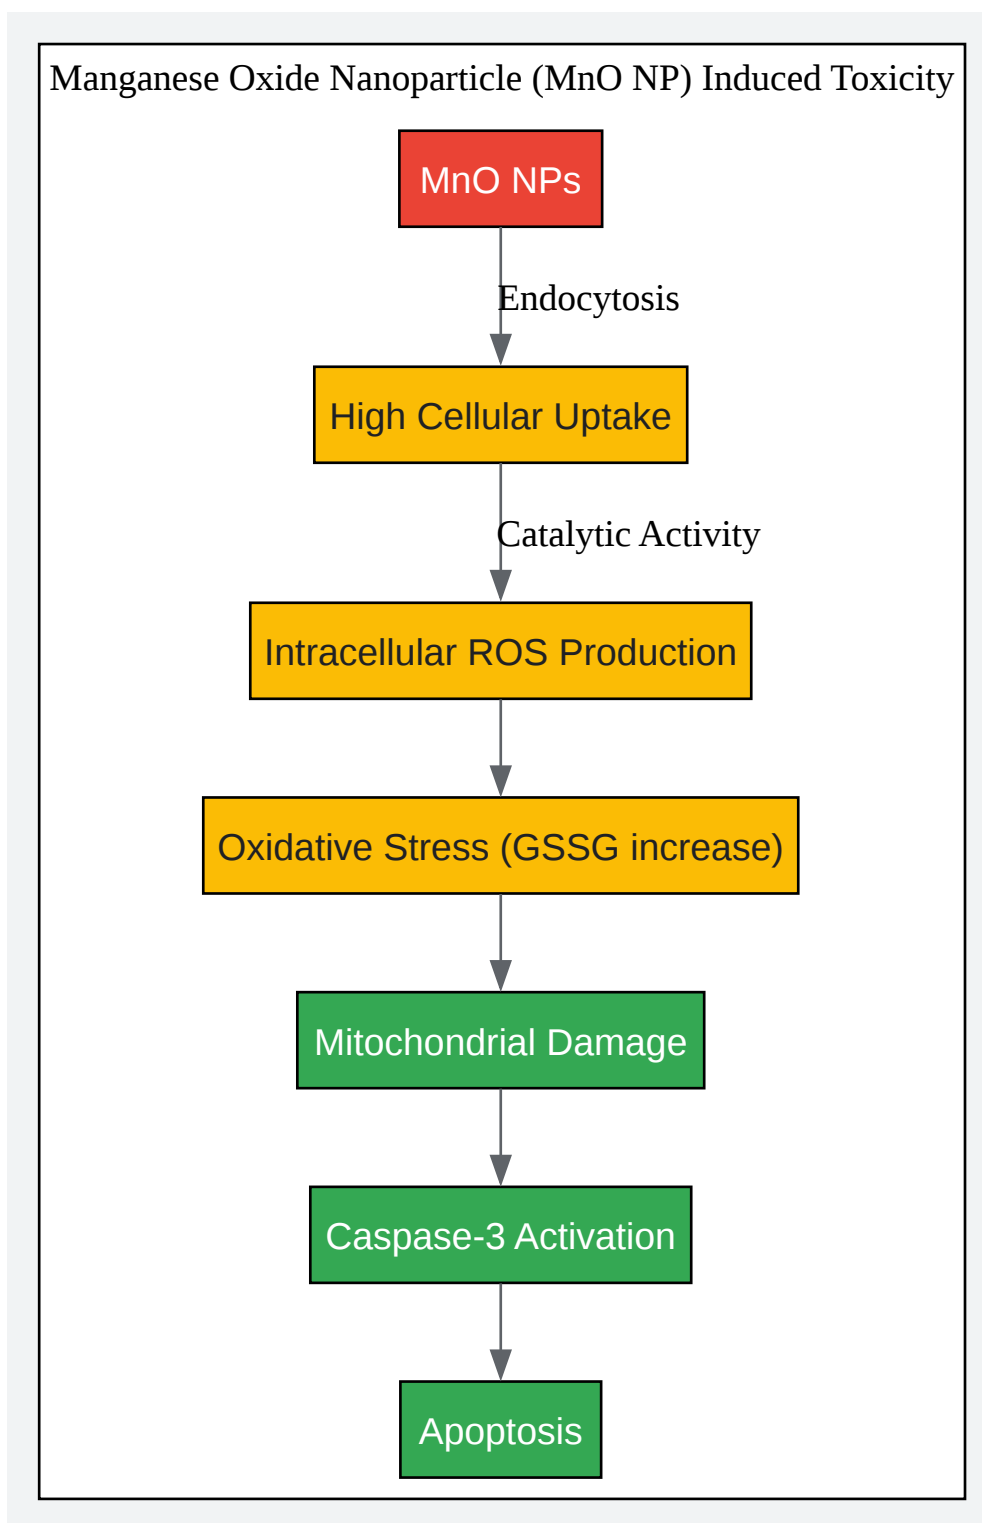 Manganese Oxide Nanoparticle (MnO NP) Induced Toxicity
MnO NPs
Endocytosis
High Cellular Uptake
Catalytic Activity
Intracellular ROS Production
Oxidative Stress (GSSG increase)
Mitochondrial Damage
Caspase-3 Activation
Apoptosis